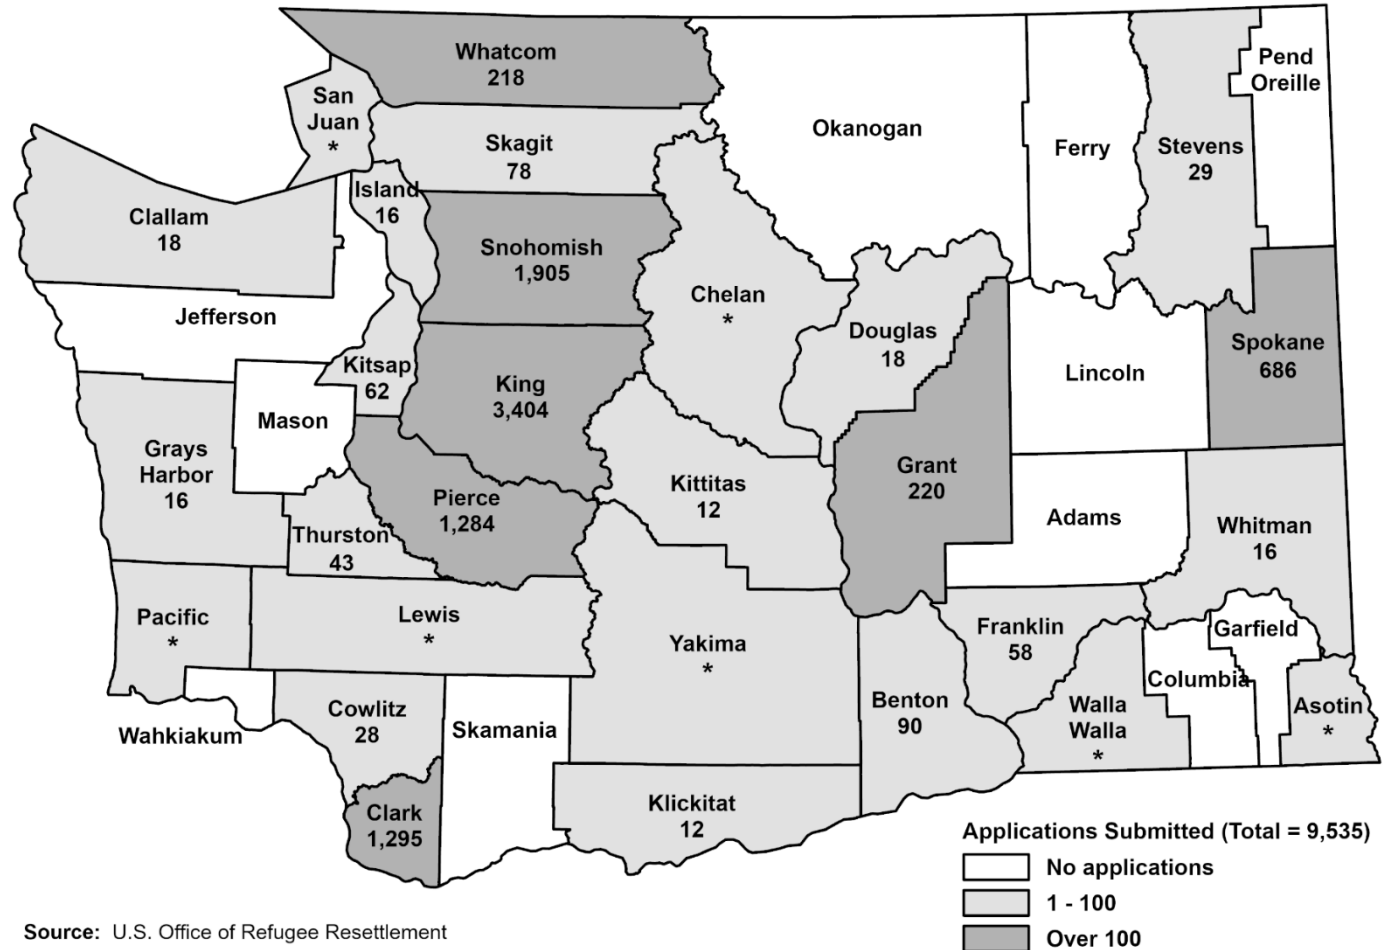 Whatcom
218
San
Juan
*
Skagit
78
Okanogan
Ferry
Stevens
29
Pend
Oreille
Clallam
18
Island
16
Snohomish
1,905
Chelan
*
Jefferson
Kitsap
62
King
3,404
Douglas
18
Lincoln
Spokane
686
Mason
Grays
Harbor
16
Pierce
1,284
Kittitas
12
Grant
220
Adams
Whitman
16
Thurston
43
Pacific
*
Lewis
*
Yakima
*
Franklin
58
Garfield
Columbia
Benton
90
Walla
Walla
*
Asotin
*
Wahkiakum
Cowlitz
28
Skamania
Clark
1,295
Klickitat
12
Applications Submitted (Total = 9,535)
No applications
1 - 100
Over 100
Source: U.S. Office of Refugee Resettlement